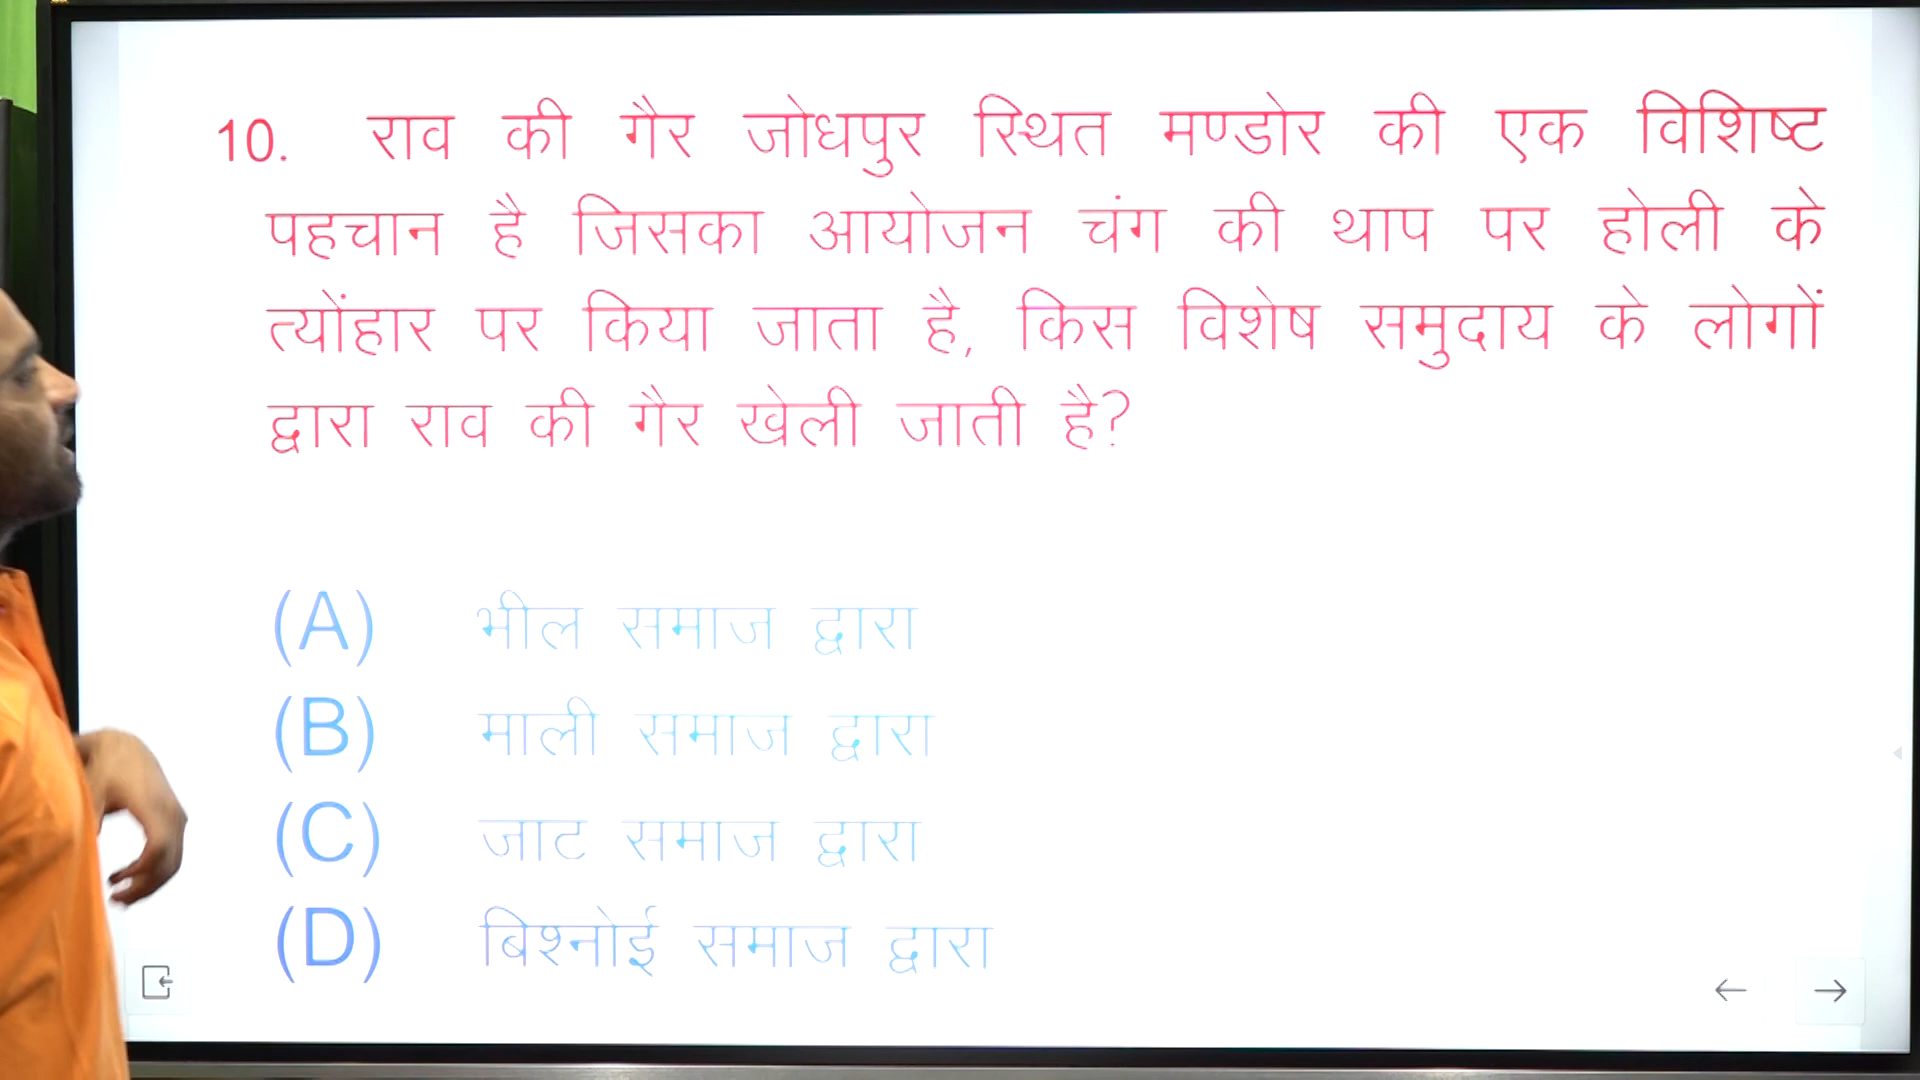 10. राव की गैर जोधपुर स्थित मण्डोर की एक विशिष्ट
पहचान है जिसका आयोजन चंग की थाप पर होली के
त्योंहार पर किया जाता है, किस विशेष समुदाय के लोगों
द्वारा राव की गैर खेली जाती है?
(A) भील समाज द्वारा
(B) माली समाज द्वारा
(C) जाट समाज द्वारा
(D) बिश्नोई समाज द्वारा